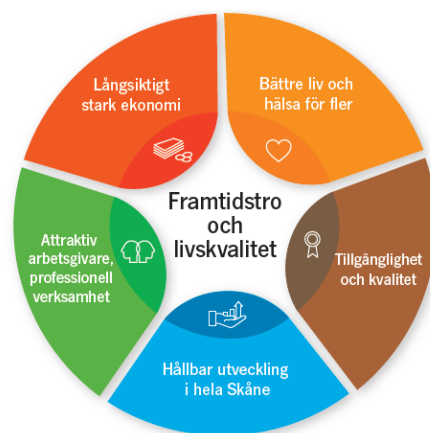 Långsiktigt
stark ekonomi
Bättre liv och
hälsa för fler
Framtidstro
och
livskvalitet
Attraktiv
arbetsgivare,
professionell
verksamhet
Tillgänglighet
och kvalitet
Hållbar utveckling
i hela Skåne